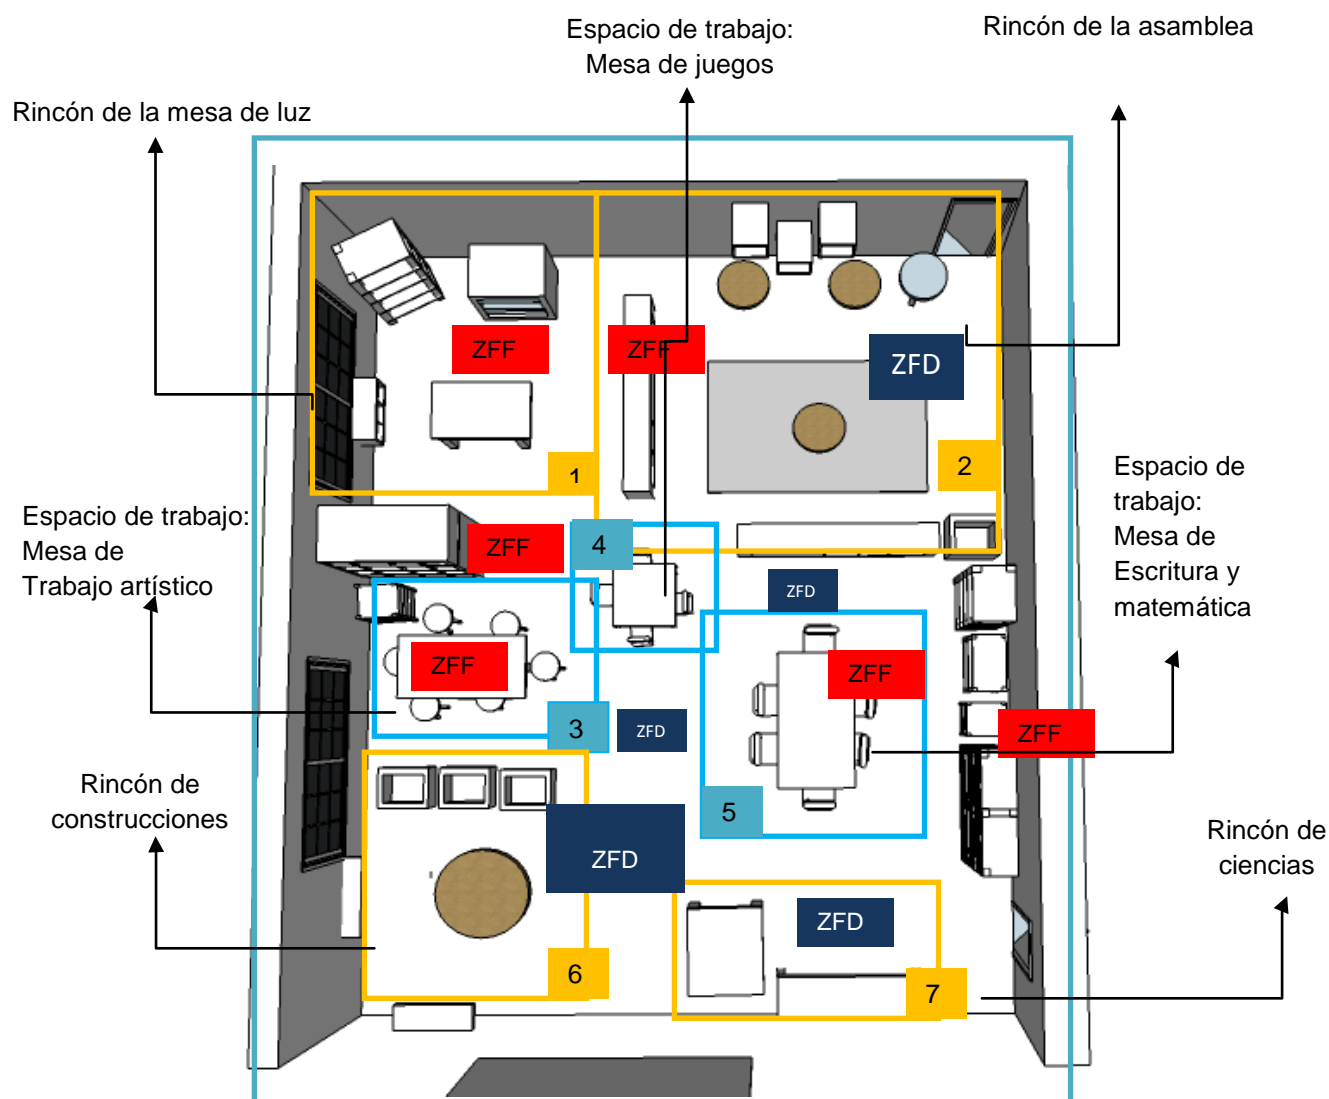 Espacio de trabajo:
Mesa de juegos
Rincón de la asamblea
Rincón de la mesa de luz
ZFF
ZFF
ZFD
1
2
Espacio de
trabajo:
Mesa de
Escritura y
matemática
Espacio de trabajo:
Mesa de
Trabajo artístico
ZFF
4
ZFD
ZFF
ZFF
3
ZFD
ZFF
Rincón de
construcciones
5
ZFD
Rincón de
ciencias
ZFD
6
7